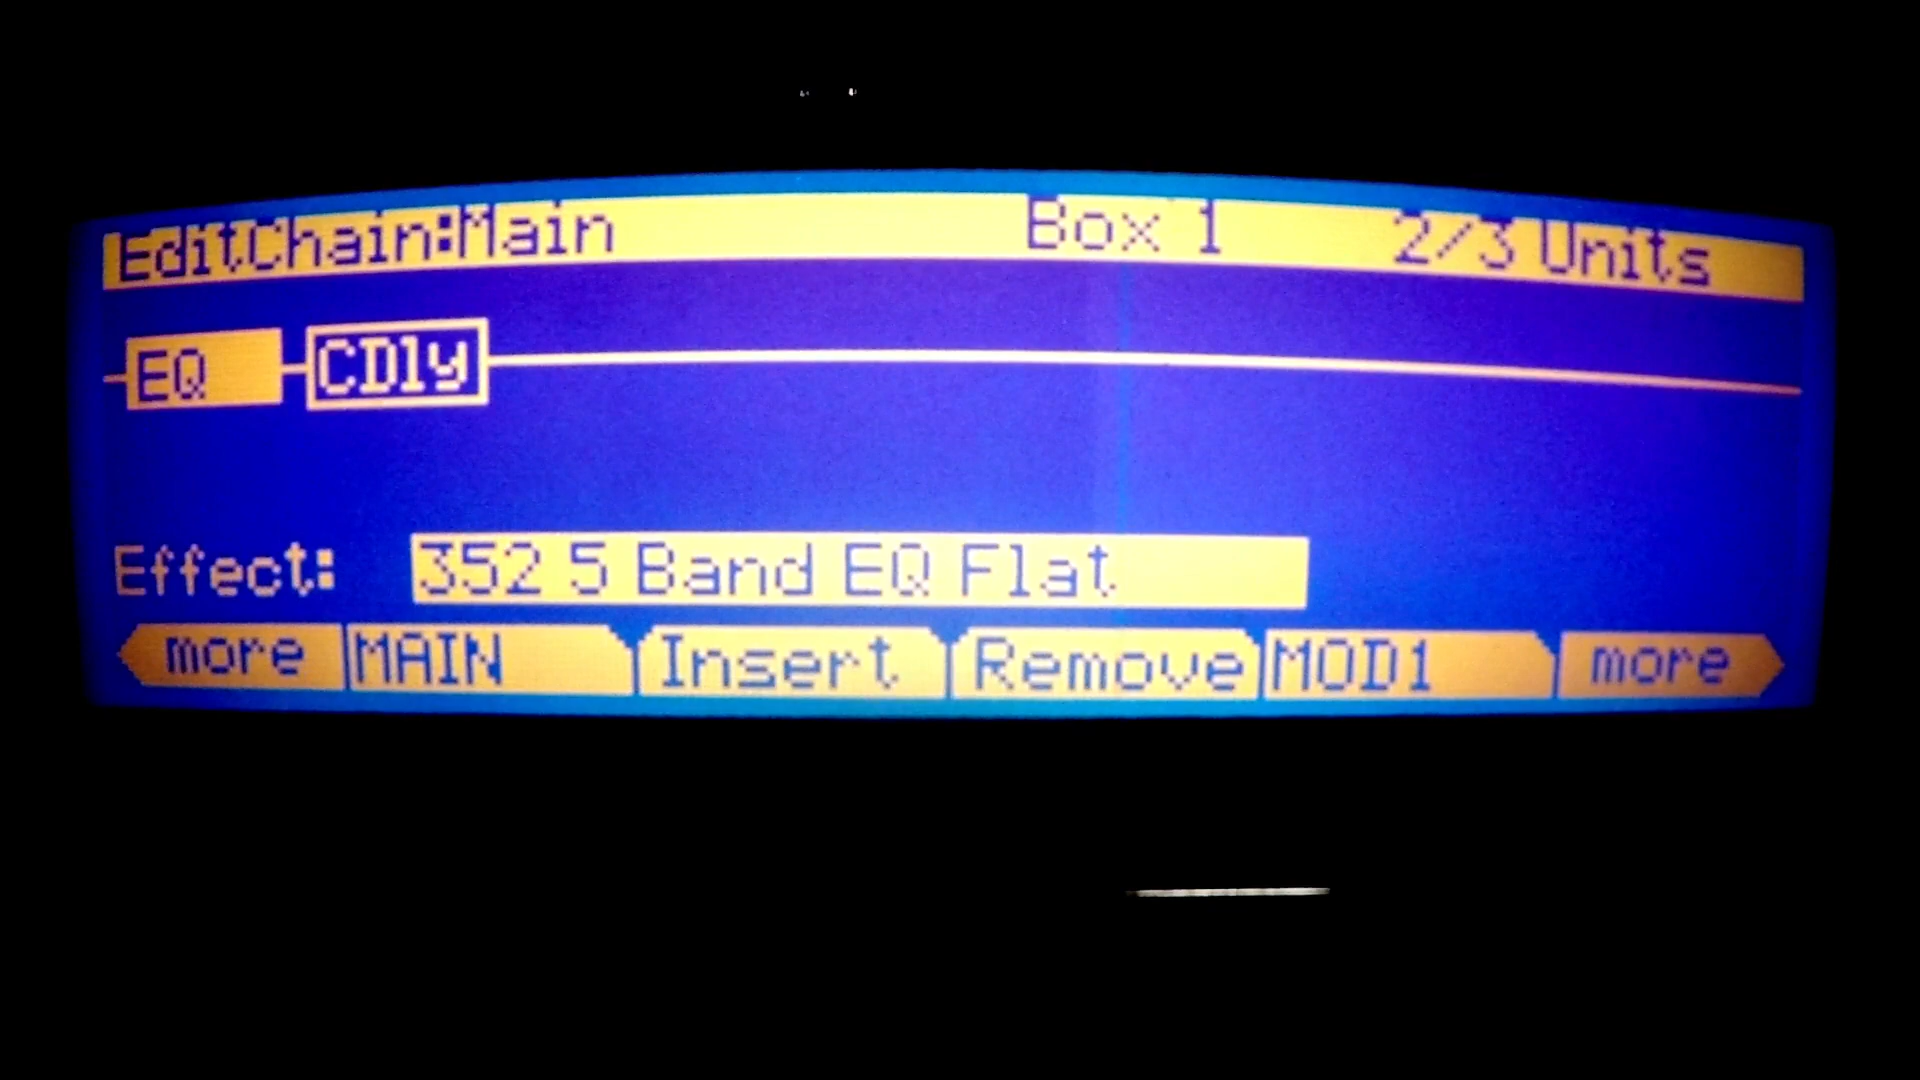 EditChain:Main Box 1 2/3 Units
EQ CDly
Effect: 352 5 Band EQ Flat
more MAIN Insert Remove MOD1 more